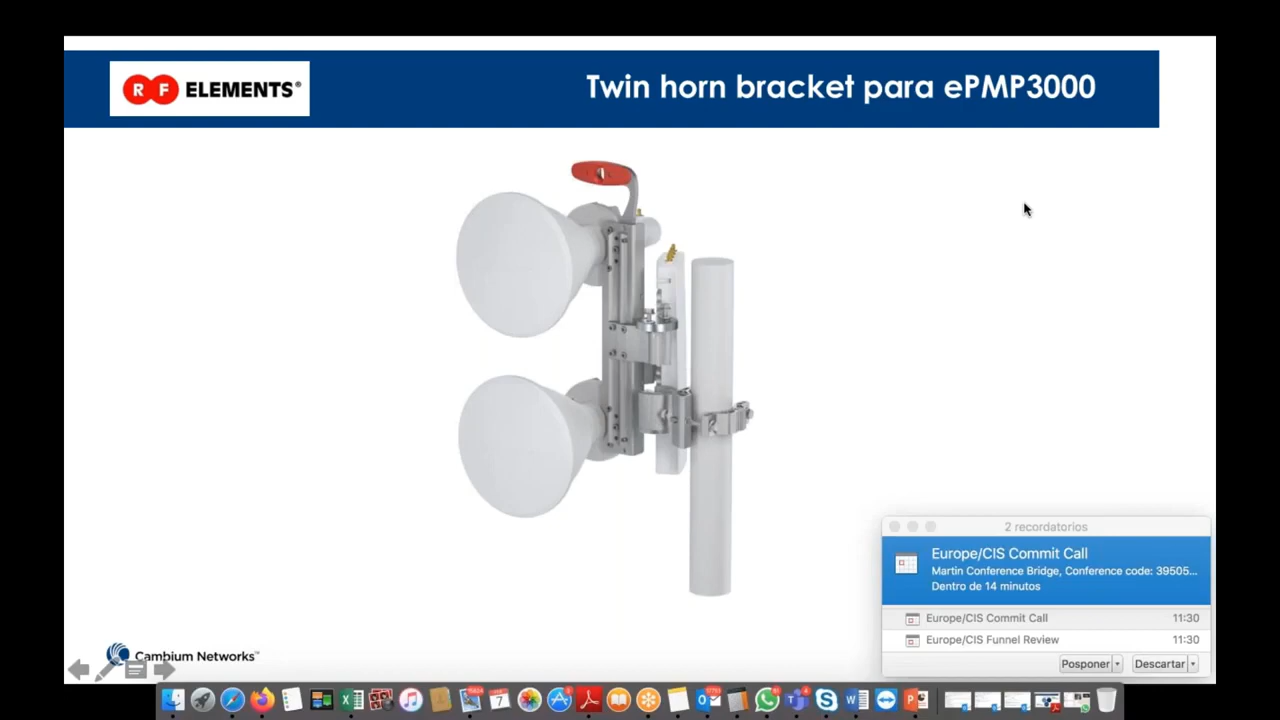 RF ELEMENTS®
Twin horn bracket para ePMP3000
2 recordatorios
Europe/CIS Commit Call
Martin Conference Bridge, Conference code: 39505...
Dentro de 14 minutos
Europe/CIS Commit Call 11:30
Europe/CIS Funnel Review 11:30
Posponer
Descartar
Cambium Networks™
7